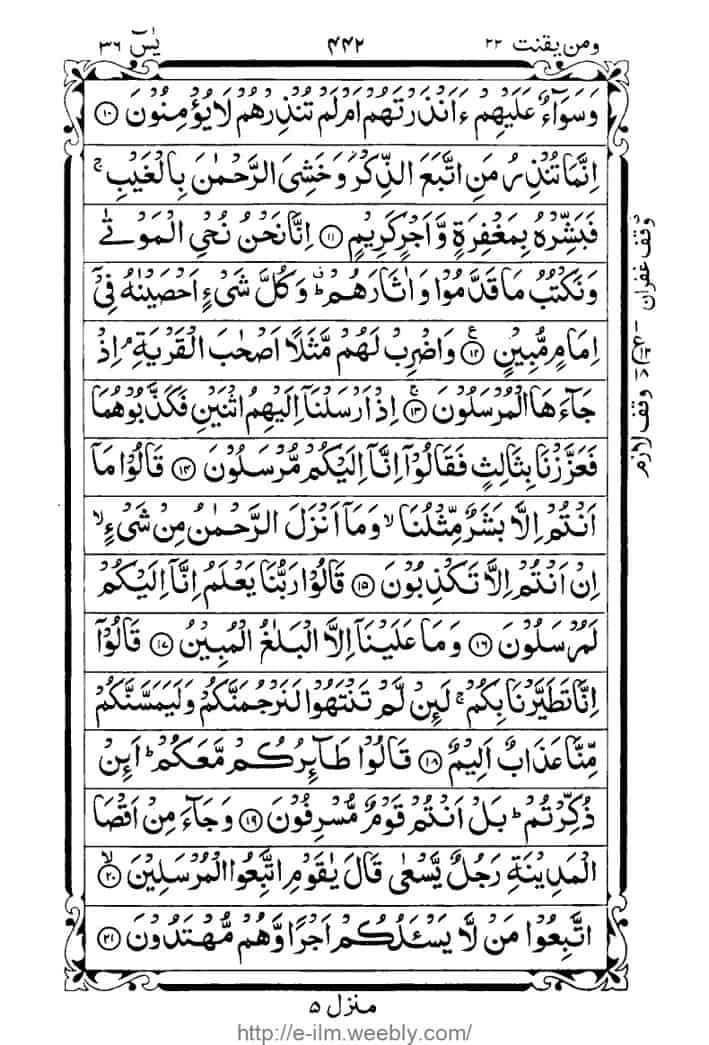 ومن يقنت ٢٢
٤٤٢
يٰسٓ ٣٦
وَسَوَآءٌ عَلَيْهِمْ ءَاَنْذَرْتَهُمْ اَمْ لَمْ تُنْذِرْهُمْ لَا يُؤْمِنُوْنَ ١٠
اِنَّمَا تُنْذِرُ مَنِ اتَّبَعَ الذِّكْرَ وَخَشِيَ الرَّحْمٰنَ بِالْغَيْبِ ۚ
فَبَشِّرْهُ بِمَغْفِرَةٍ وَّاَجْرٍ كَرِيْمٍ ١١ اِنَّا نَحْنُ نُحْيِ الْمَوْتٰى
وَنَكْتُبُ مَا قَدَّمُوْا وَاٰثَارَهُمْ ؕ وَكُلَّ شَيْءٍ اَحْصَيْنٰهُ فِيْٓ
اِمَامٍ مُّبِيْنٍ ١٢ وَاضْرِبْ لَهُمْ مَّثَلًا اَصْحٰبَ الْقَرْيَةِ ۘ اِذْ
جَآءَهَا الْمُرْسَلُوْنَ ١٣ اِذْ اَرْسَلْنَآ اِلَيْهِمُ اثْنَيْنِ فَكَذَّبُوْهُمَا
فَعَزَّزْنَا بِثَالِثٍ فَقَالُوْٓا اِنَّآ اِلَيْكُمْ مُّرْسَلُوْنَ ١٤ قَالُوْا مَآ
اَنْتُمْ اِلَّا بَشَرٌ مِّثْلُنَا ۙ وَمَآ اَنْزَلَ الرَّحْمٰنُ مِنْ شَيْءٍ ۙ
اِنْ اَنْتُمْ اِلَّا تَكْذِبُوْنَ ١٥ قَالُوْا رَبُّنَا يَعْلَمُ اِنَّآ اِلَيْكُمْ
لَمُرْسَلُوْنَ ١٦ وَمَا عَلَيْنَآ اِلَّا الْبَلٰغُ الْمُبِيْنُ ١٧ قَالُوْٓا
اِنَّا تَطَيَّرْنَا بِكُمْ ۚ لَئِنْ لَّمْ تَنْتَهُوْا لَنَرْجُمَنَّكُمْ وَلَيَمَسَّنَّكُمْ
مِّنَّا عَذَابٌ اَلِيْمٌ ١٨ قَالُوْا طَآئِرُكُمْ مَّعَكُمْ ؕ اَئِنْ
ذُكِّرْتُمْ ؕ بَلْ اَنْتُمْ قَوْمٌ مُّسْرِفُوْنَ ١٩ وَجَآءَ مِنْ اَقْصَا
الْمَدِيْنَةِ رَجُلٌ يَّسْعٰى قَالَ يٰقَوْمِ اتَّبِعُوا الْمُرْسَلِيْنَ ٢٠ۙ
اتَّبِعُوْا مَنْ لَّا يَسْـَٔلُكُمْ اَجْرًا وَّهُمْ مُّهْتَدُوْنَ ٢١
وقف غفران
وقف لازم
منزل ٥
http://e-ilm.weebly.com/